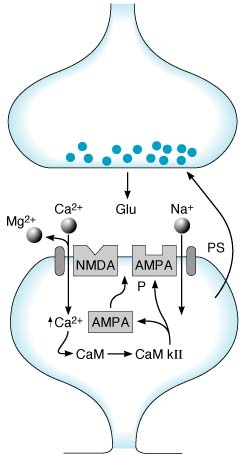 Ca2+ Glu Na+
Mg2+
PS
NMDA AMPA
P
↑Ca2+ AMPA
CaM CaM kII